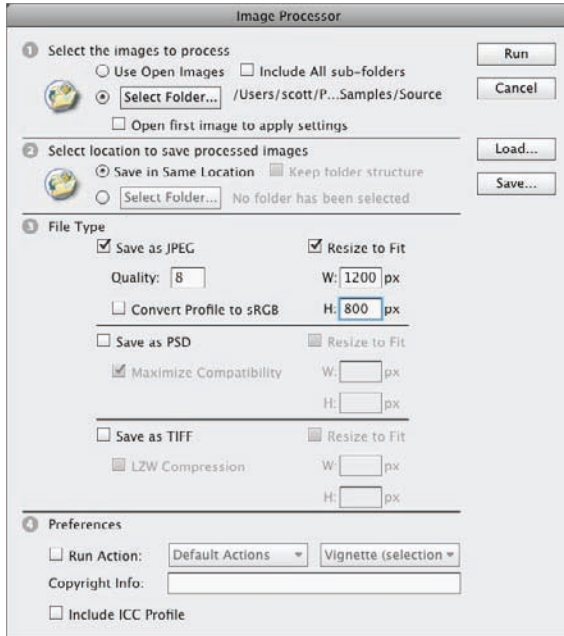 Image Processor
1 Select the images to process
Use Open Images Include All sub-folders
Select Folder... /Users/scott/P...Samples/Source
Open first image to apply settings
Run
Cancel
2 Select location to save processed images
Save in Same Location Keep folder structure
Select Folder... No folder has been selected
Load...
Save...
3 File Type
Save as JPEG Resize to Fit
Quality: 8 W: 1200 px
Convert Profile to sRGB H: 800 px
Save as PSD Resize to Fit
Maximize Compatibility W: px
H: px
Save as TIFF Resize to Fit
LZW Compression W: px
H: px
4 Preferences
Run Action: Default Actions Vignette (selection
Copyright Info:
Include ICC Profile